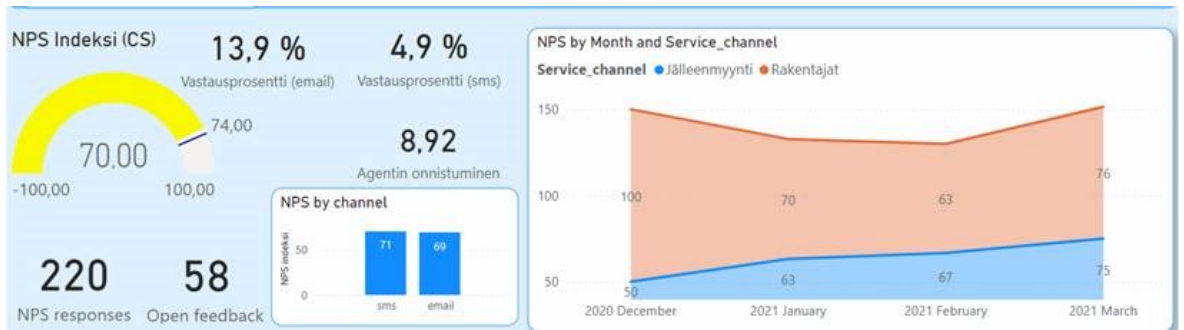 NPS Indeksi (CS)
13,9 %
Vastausprosentti (email)
4,9 %
Vastausprosentti (sms)
74,00
70,00
-100,00
100,00
8,92
Agentin onnistuminen
220
NPS responses
58
Open feedback
NPS by channel
NPS indeksi
50
0
71
69
sms
email
NPS by Month and Service_channel
Service_channel Jälleenmyynti Rakentajat
150
100
50
100
70
63
76
50
63
67
75
2020 December
2021 January
2021 February
2021 March